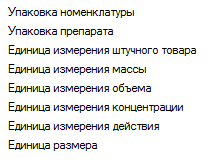 Упаковка номенклатуры
Упаковка препарата
Единица измерения штучного товара
Единица измерения массы
Единица измерения объема
Единица измерения концентрации
Единица измерения действия
Единица размера